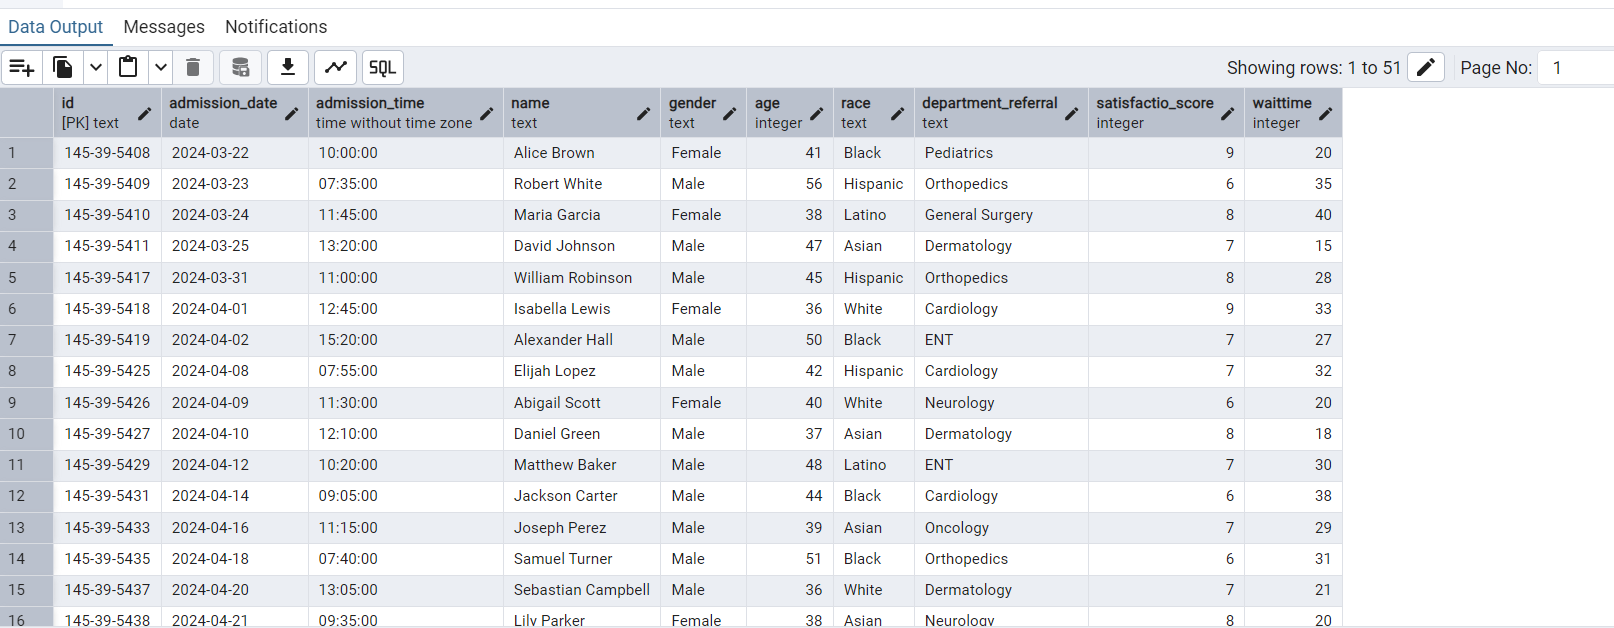 Data Output Messages Notifications
SQL Showing rows: 1 to 51 Page No: 1
id admission_date admission_time name gender age race department_referral satisfactio_score waittime
[PK] text date time without time zone text text integer text text integer integer
1 145-39-5408 2024-03-22 10:00:00 Alice Brown Female 41 Black Pediatrics 9 20
2 145-39-5409 2024-03-23 07:35:00 Robert White Male 56 Hispanic Orthopedics 6 35
3 145-39-5410 2024-03-24 11:45:00 Maria Garcia Female 38 Latino General Surgery 8 40
4 145-39-5411 2024-03-25 13:20:00 David Johnson Male 47 Asian Dermatology 7 15
5 145-39-5417 2024-03-31 11:00:00 William Robinson Male 45 Hispanic Orthopedics 8 28
6 145-39-5418 2024-04-01 12:45:00 Isabella Lewis Female 36 White Cardiology 9 33
7 145-39-5419 2024-04-02 15:20:00 Alexander Hall Male 50 Black ENT 7 27
8 145-39-5425 2024-04-08 07:55:00 Elijah Lopez Male 42 Hispanic Cardiology 7 32
9 145-39-5426 2024-04-09 11:30:00 Abigail Scott Female 40 White Neurology 6 20
10 145-39-5427 2024-04-10 12:10:00 Daniel Green Male 37 Asian Dermatology 8 18
11 145-39-5429 2024-04-12 10:20:00 Matthew Baker Male 48 Latino ENT 7 30
12 145-39-5431 2024-04-14 09:05:00 Jackson Carter Male 44 Black Cardiology 6 38
13 145-39-5433 2024-04-16 11:15:00 Joseph Perez Male 39 Asian Oncology 7 29
14 145-39-5435 2024-04-18 07:40:00 Samuel Turner Male 51 Black Orthopedics 6 31
15 145-39-5437 2024-04-20 13:05:00 Sebastian Campbell Male 36 White Dermatology 7 21
16 145-39-5438 2024-04-21 09:35:00 Lily Parker Female 38 Asian Neurology 8 20